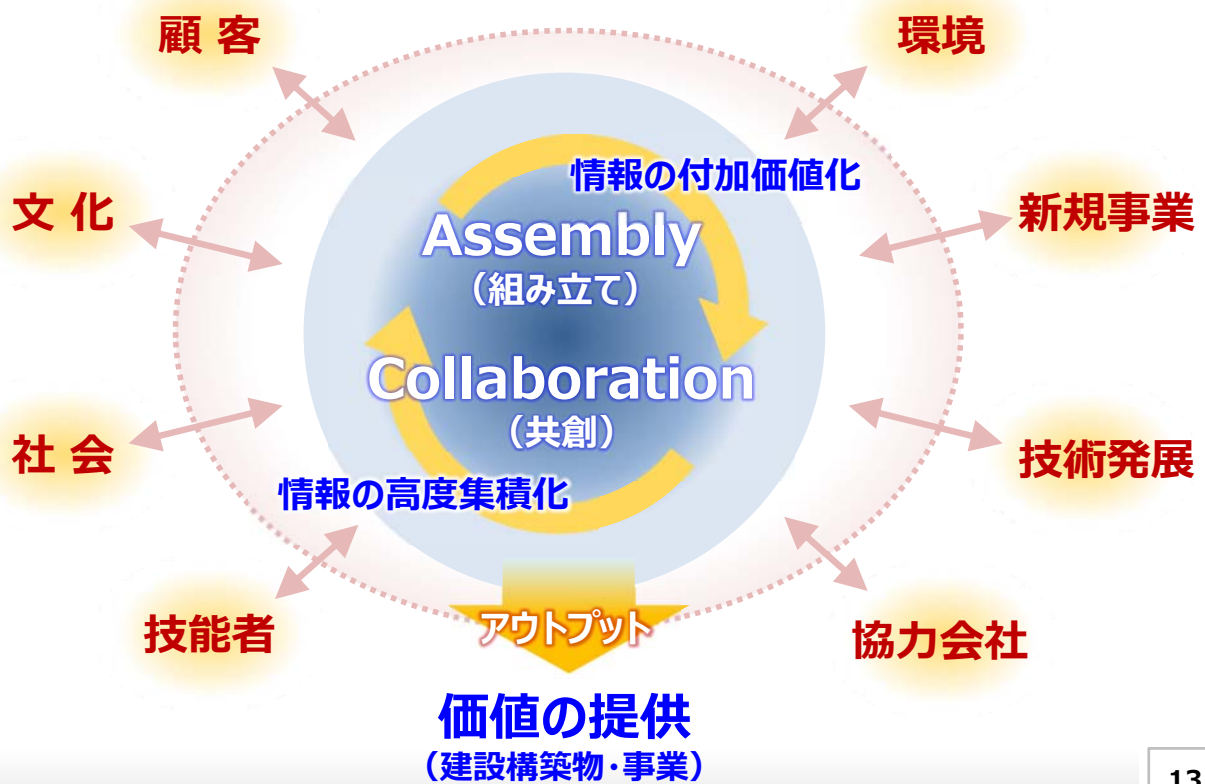 顧 客
環境
情報の付加価値化
文 化
新規事業
Assembly
（組み立て）
Collaboration
（共創）
社 会
技術発展
情報の高度集積化
技能者
アウトプット
協力会社
価値の提供
（建設構築物・事業）
13